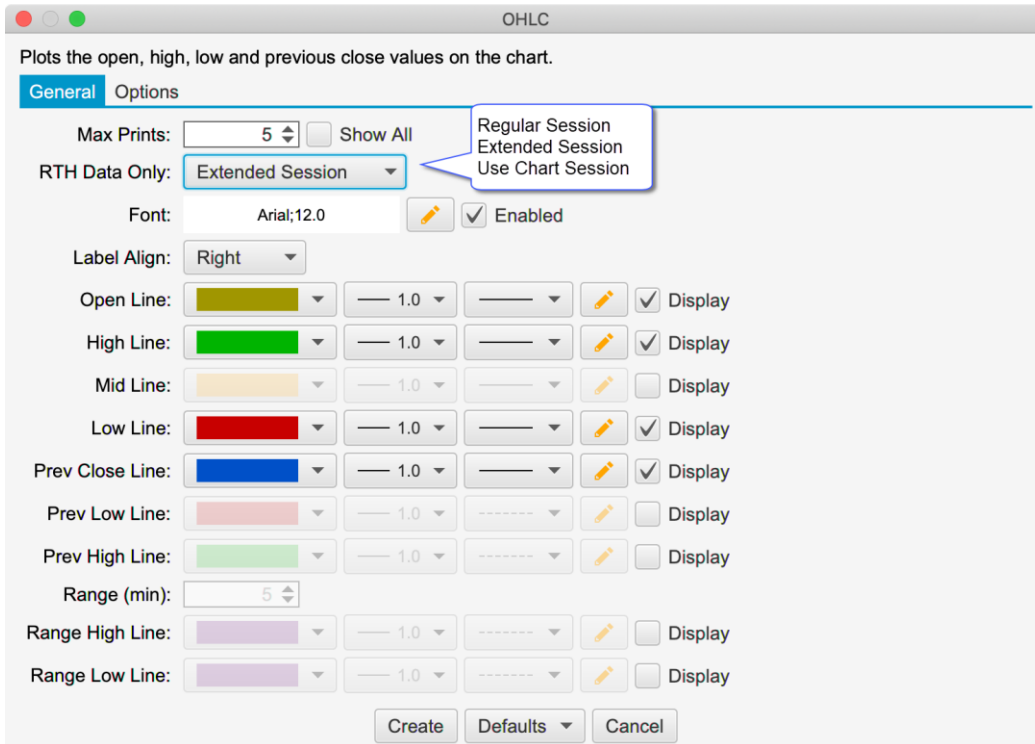 OHLC
Plots the open, high, low and previous close values on the chart.
General Options
Max Prints: 5 Show All
Regular Session
Extended Session
Use Chart Session
RTH Data Only: Extended Session
Font: Arial;12.0 Enabled
Label Align: Right
Open Line: 1.0 Display
High Line: 1.0 Display
Mid Line: 1.0 Display
Low Line: 1.0 Display
Prev Close Line: 1.0 Display
Prev Low Line: 1.0 Display
Prev High Line: 1.0 Display
Range (min): 5
Range High Line: 1.0 Display
Range Low Line: 1.0 Display
Create Defaults Cancel